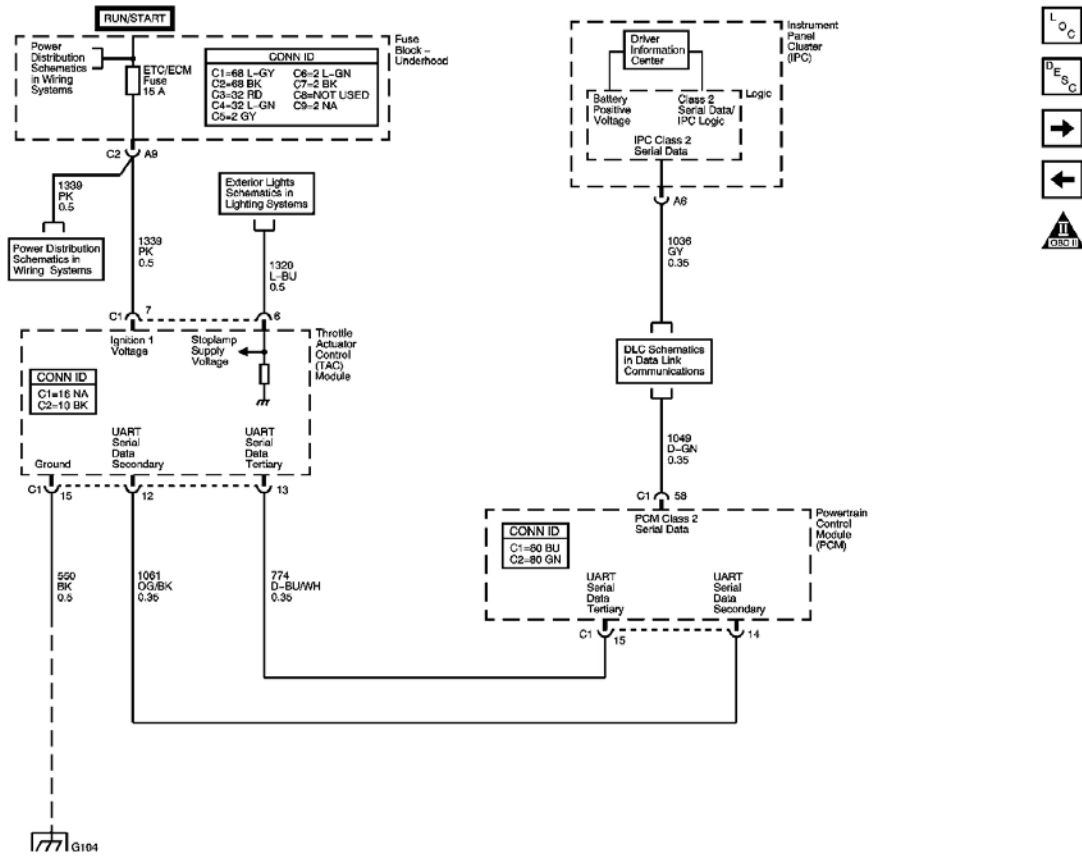 RUN/START
Power
Distribution
Schematics
in Wiring
Systems
ETC/ECM
Fuse
15 A
CONN ID
C1=68 L-GY C6=2 L-GN
C2=68 BK C7=2 BK
C3=32 RD C8=NOT USED
C4=32 L-GN C9=2 NA
C5=2 GY
Fuse
Block –
Underhood
C2 A9
1339
PK
0.5
Power Distribution
Schematics in
Wiring Systems
1339
PK
0.5
Exterior Lights
Schematics in
Lighting Systems
1320
L-BU
0.5
C1 7
6
Ignition 1
Voltage
Stoplamp
Supply
Voltage
Throttle
Actuator
Control
(TAC)
Module
CONN ID
C1=16 NA
C2=10 BK
Ground
UART
Serial
Data
Secondary
UART
Serial
Data
Tertiary
C1 15
12
13
550
BK
0.5
1061
OG/BK
0.35
774
D-BU/WH
0.35
G104
Driver
Information
Center
Instrument
Panel
Cluster
(IPC)
Logic
Battery
Positive
Voltage
Class 2
Serial Data/
IPC Logic
IPC Class 2
Serial Data
A6
1036
GY
0.35
DLC Schematics
in Data Link
Communications
1049
D-GN
0.35
C1 58
PCM Class 2
Serial Data
Powertrain
Control
Module
(PCM)
CONN ID
C1=80 BU
C2=80 GN
UART
Serial
Data
Tertiary
UART
Serial
Data
Secondary
C1 15
14
LOC
DESC
II
OBD II